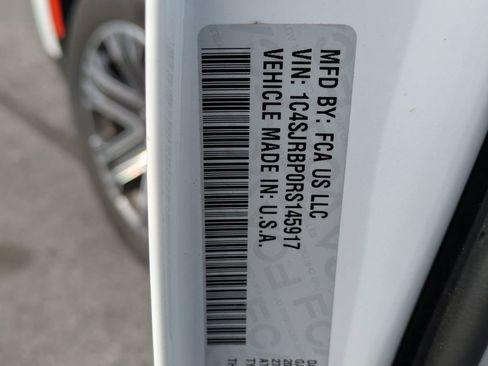 MFD BY: FCA US LLC
VIN: 1C4SJRBP0RS145917
VEHICLE MADE IN: U.S.A.